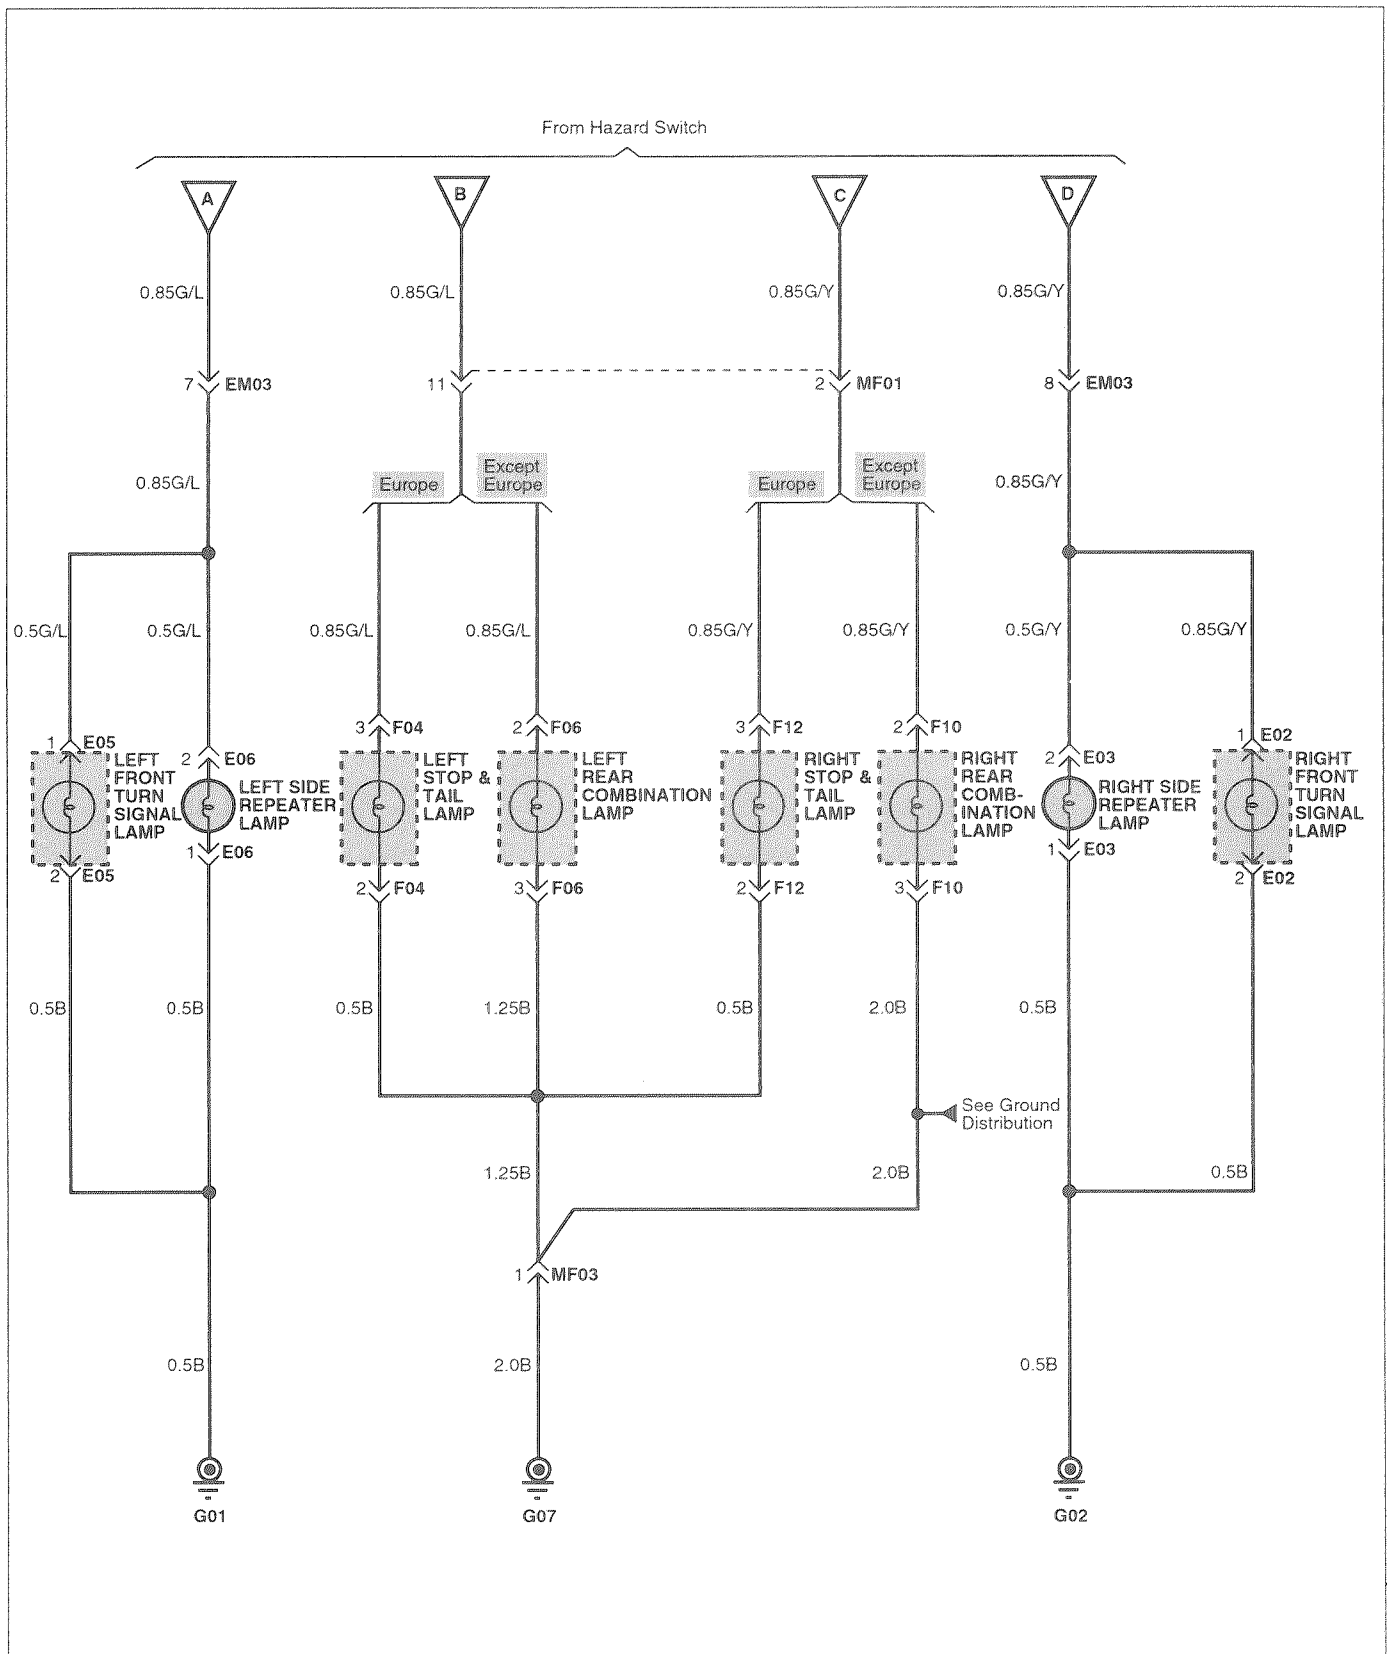 From Hazard Switch
A
B
C
D
0.85G/L
0.85G/L
0.85G/Y
0.85G/Y
7 EM03
11
2 MF01
8 EM03
0.85G/L
Europe
Except
Europe
Europe
Except
Europe
0.85G/Y
0.5G/L
0.5G/L
0.85G/L
0.85G/L
0.85G/Y
0.85G/Y
0.5G/Y
0.85G/Y
1 E05
2 E06
3 F04
2 F06
3 F12
2 F10
2 E03
1 E02
LEFT
FRONT
TURN
SIGNAL
LAMP
LEFT SIDE
REPEATER
LAMP
LEFT
STOP &
TAIL
LAMP
LEFT
REAR
COMBINATION
LAMP
RIGHT
STOP &
TAIL
LAMP
RIGHT
REAR
COMB-
INATION
LAMP
RIGHT SIDE
REPEATER
LAMP
RIGHT
FRONT
TURN
SIGNAL
LAMP
2 E05
1 E06
2 F04
3 F06
2 F12
3 F10
1 E03
2 E02
0.5B
0.5B
0.5B
1.25B
0.5B
2.0B
0.5B
See Ground
Distribution
1.25B
2.0B
0.5B
1 MF03
0.5B
2.0B
0.5B
G01
G07
G02